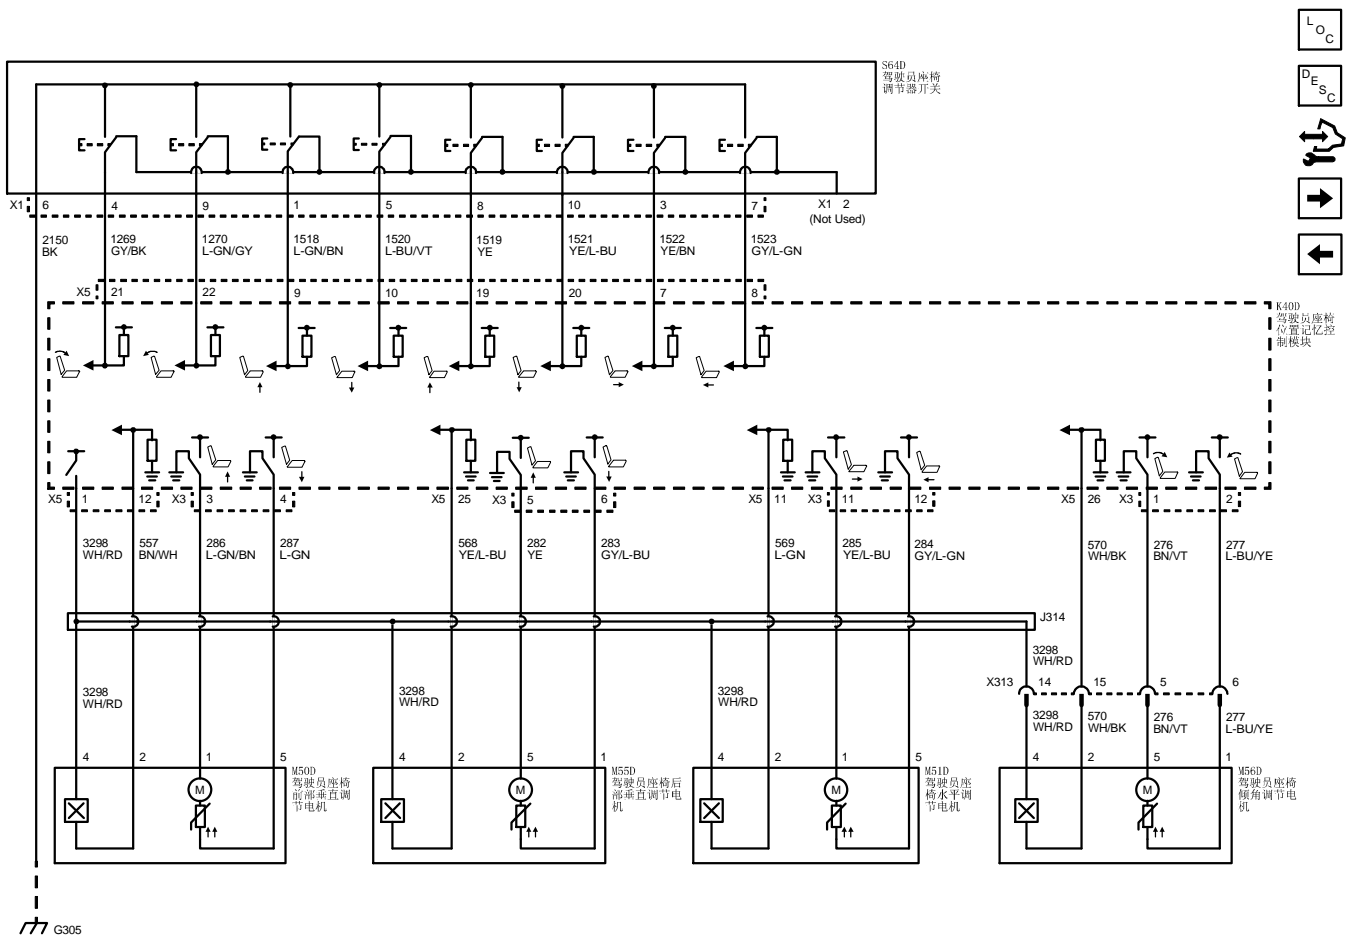 L
O
C
D
E
S
C
S64D
驾驶员座椅
调节器开关
X1 6 4 9 1 5 8 10 3 7 X1 2
(Not Used)
2150 1269 1270 1518 1520 1519 1521 1522 1523
BK GY/BK L-GN/GY L-GN/BN L-BU/VT YE YE/L-BU YE/BN GY/L-GN
X5 21 22 9 10 19 20 7 8
K40D
驾驶员座椅
位置记忆控
制模块
X5 1 12 X3 3 4 X5 25 X3 5 6 X5 11 X3 11 12 X5 26 X3 1 2
3298 557 286 287 568 282 283 569 285 284 570 276 277
WH/RD BN/WH L-GN/BN L-GN YE/L-BU YE GY/L-BU L-GN YE/L-BU GY/L-GN WH/BK BN/VT L-BU/YE
J314
3298
WH/RD
X313 14 15 5 6
3298 3298 3298 3298 570 276 277
WH/RD WH/RD WH/RD WH/RD WH/BK BN/VT L-BU/YE
4 2 1 5 4 2 5 1 4 2 1 5 4 2 5 1
M50D
驾驶员座椅
前部垂直调
节电机
M55D
驾驶员座椅后
部垂直调节电
机
M51D
驾驶员座
椅水平调
节电机
M56D
驾驶员座椅
倾角调节电
机
M M M M
G305